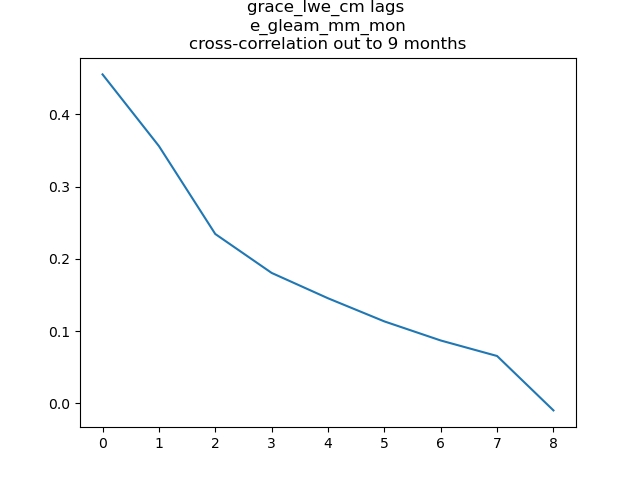 grace_lwe_cm lags
e_gleam_mm_mon
cross-correlation out to 9 months
0.4
0.3
0.2
0.1
0.0
0 1 2 3 4 5 6 7 8